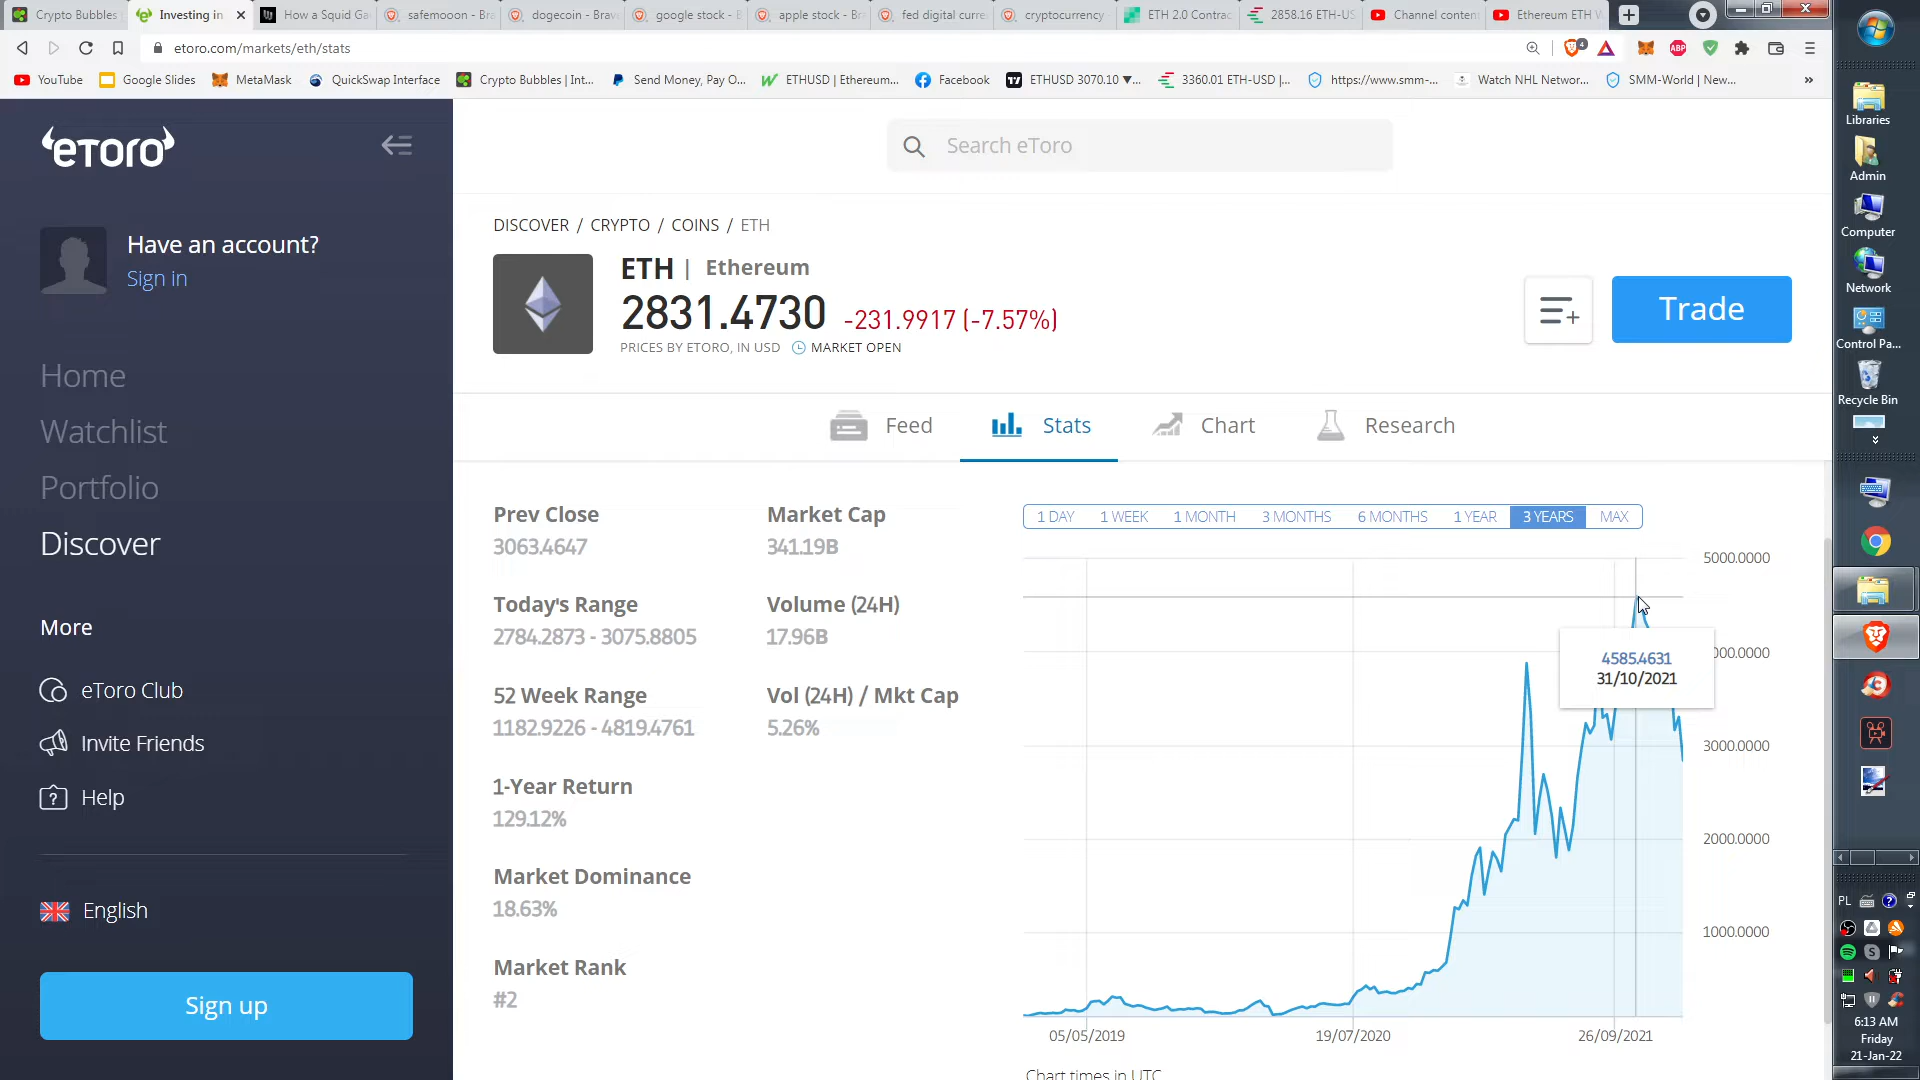 Crypto Bubbles
Investing in
How a Squid Ga
safemooon - Bra
dogecoin - Brav
google stock - B
apple stock - Br
fed digital curre
cryptocurrency
ETH 2.0 Contrac
2858.16 ETH-US
Channel conten
Ethereum ETH W
etoro.com/markets/eth/stats
4
ABP
YouTube
Google Slides
MetaMask
QuickSwap Interface
Crypto Bubbles | Int...
Send Money, Pay O...
ETHUSD | Ethereum...
Facebook
ETHUSD 3070.10 ▼...
3360.01 ETH-USD |...
https://www.smm-...
Watch NHL Networ...
SMM-World | New...
»
eToro
Have an account?
Sign in
Home
Watchlist
Portfolio
Discover
More
eToro Club
Invite Friends
Help
English
Sign up
Search eToro
DISCOVER / CRYPTO / COINS / ETH
ETH | Ethereum
2831.4730 -231.9917 (-7.57%)
PRICES BY ETORO, IN USD MARKET OPEN
Trade
Feed
Stats
Chart
Research
Prev Close
3063.4647
Today's Range
2784.2873 - 3075.8805
52 Week Range
1182.9226 - 4819.4761
1-Year Return
129.12%
Market Dominance
18.63%
Market Rank
#2
Market Cap
341.19B
Volume (24H)
17.96B
Vol (24H) / Mkt Cap
5.26%
1 DAY
1 WEEK
1 MONTH
3 MONTHS
6 MONTHS
1 YEAR
3 YEARS
MAX
5000.0000
000.0000
3000.0000
2000.0000
1000.0000
4585.4631
31/10/2021
05/05/2019
19/07/2020
26/09/2021
Chart times in UTC
Libraries
Admin
Computer
Network
Control Pa...
Recycle Bin
PL
6:13 AM
Friday
21-Jan-22